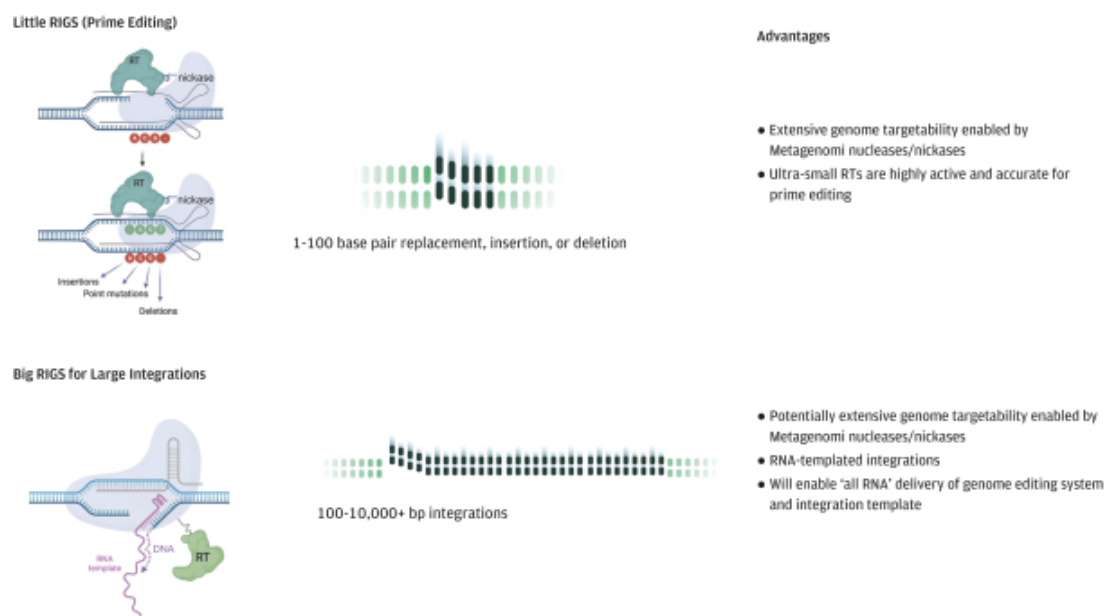 Little RIGS (Prime Editing)
Advantages
RT
nickase
RT
nickase
Insertions
Point mutations
Deletions
1-100 base pair replacement, insertion, or deletion
● Extensive genome targetability enabled by
Metagenomi nucleases/nickases
● Ultra-small RTs are highly active and accurate for
prime editing
Big RIGS for Large Integrations
DNA
RNA
template
RT
100-10,000+ bp integrations
● Potentially extensive genome targetability enabled by
Metagenomi nucleases/nickases
● RNA-templated integrations
● Will enable 'all RNA' delivery of genome editing system
and integration template